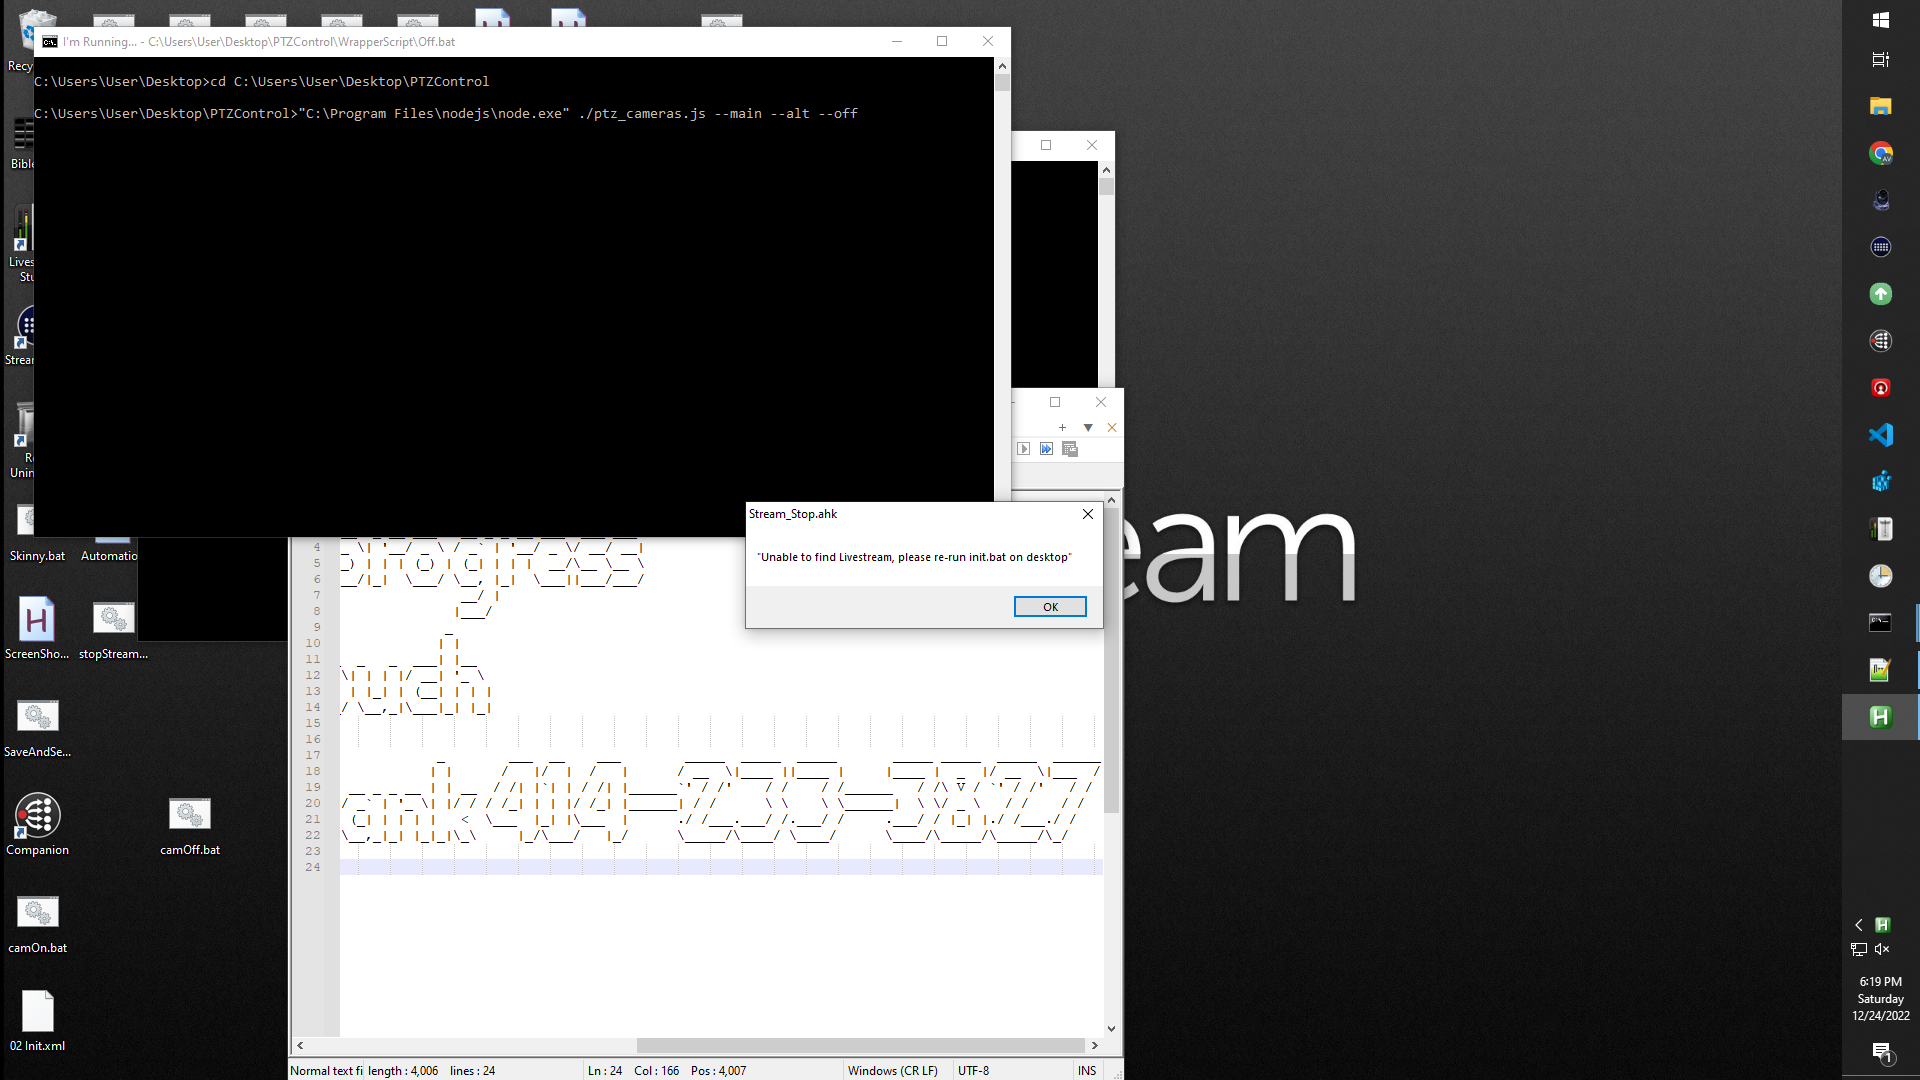 Recy
I'm Running... - C:\Users\User\Desktop\PTZControl\WrapperScript\Off.bat
C:\Users\User\Desktop>cd C:\Users\User\Desktop\PTZControl
C:\Users\User\Desktop\PTZControl>"C:\Program Files\nodejs\node.exe" ./ptz_cameras.js --main --alt --off
Bible
Lives
Stu
Strea
Re
Unin
Skinny.bat
Automatio
ScreenSho...
stopStream...
SaveAndSe...
Companion
camOff.bat
camOn.bat
02 Init.xml
Stream_Stop.ahk
"Unable to find Livestream, please re-run init.bat on desktop"
OK
eam
4
5
6
7
8
9
10
11
12
13
14
15
16
17
18
19
20
21
22
23
24
Normal text fi
length : 4,006
lines : 24
Ln : 24
Col : 166
Pos : 4,007
Windows (CR LF)
UTF-8
INS
6:19 PM
Saturday
12/24/2022
1